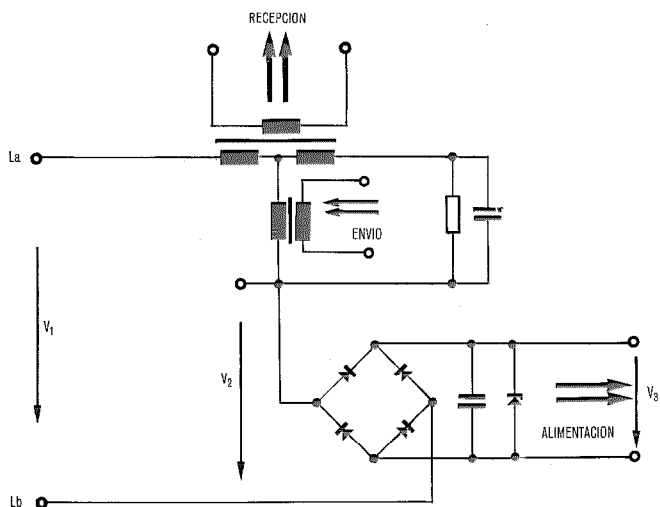 RECEPCION
La
ENVIO
V1
V2
V3
ALIMENTACION
Lb